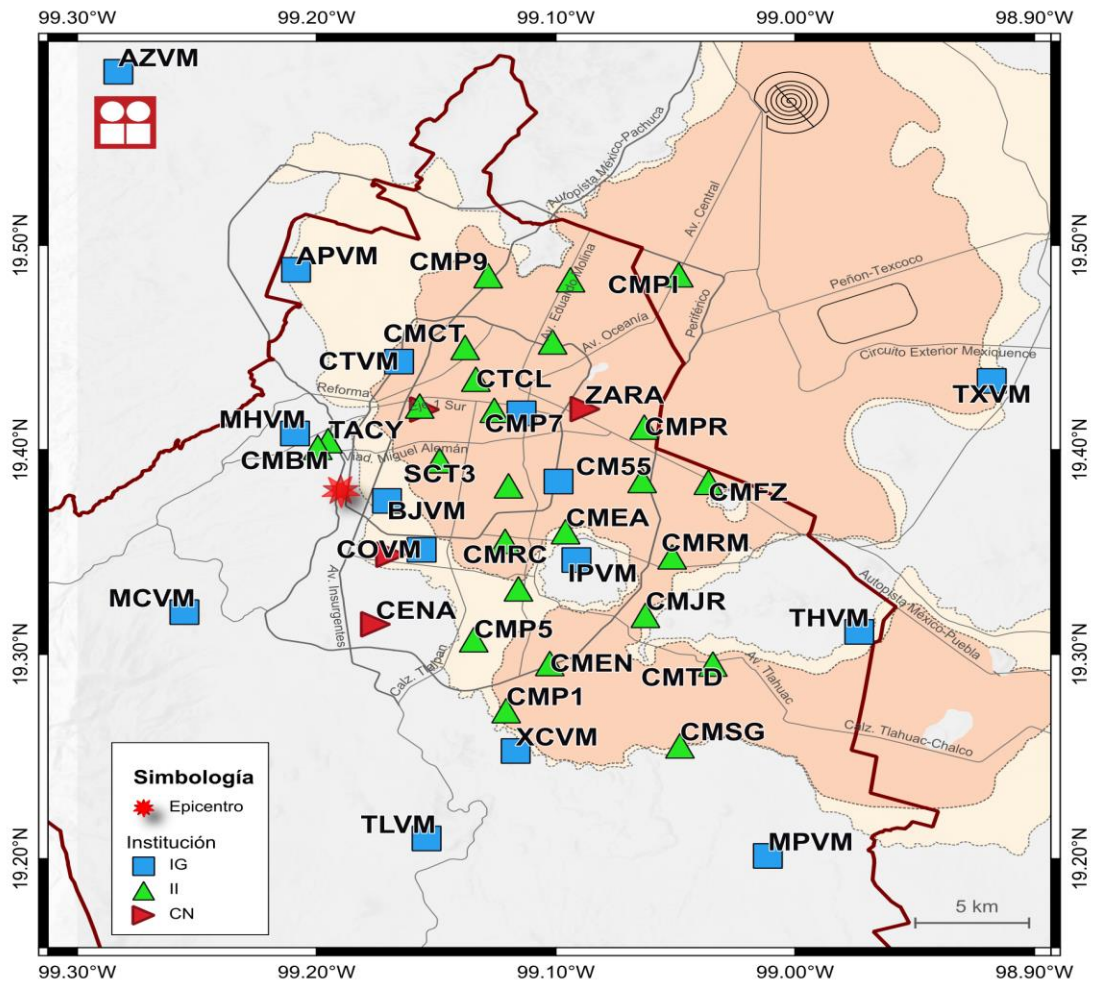 99.30°W 99.20°W 99.10°W 99.00°W 98.90°W
AZVM
Autopista México-Pachuca
Av. Central
19.50°N
19.50°N
APVM
CMP9
CMPI
Av. Eduardo Molina
Peñon-Texcoco
Periférico
Av. Oceanía
CMCT
CTVM
Circuito Exterior Mexiquence
CTCL
Reforma
ZARA
TXVM
Eje 1 Sur
MHVM
TACY
CMP7
CMPR
19.40°N
19.40°N
Viad. Miguel Alemán
CMBM
SCT3
CM55
CMFZ
BJVM
CMEA
COVM
CMRC
CMRM
IPVM
Av. Insurgentes
MCVM
CENA
CMJR
THVM
Autopista México-Puebla
CMP5
19.30°N
19.30°N
Calz. Tlalpan
CMEN
CMTD
Av. Tlahuac
CMP1
XCVM
CMSG
Calz. Tlahuac-Chalco
Simbología
Epicentro
Institución
IG
II
CN
TLVM
MPVM
19.20°N
19.20°N
5 km
99.30°W 99.20°W 99.10°W 99.00°W 98.90°W